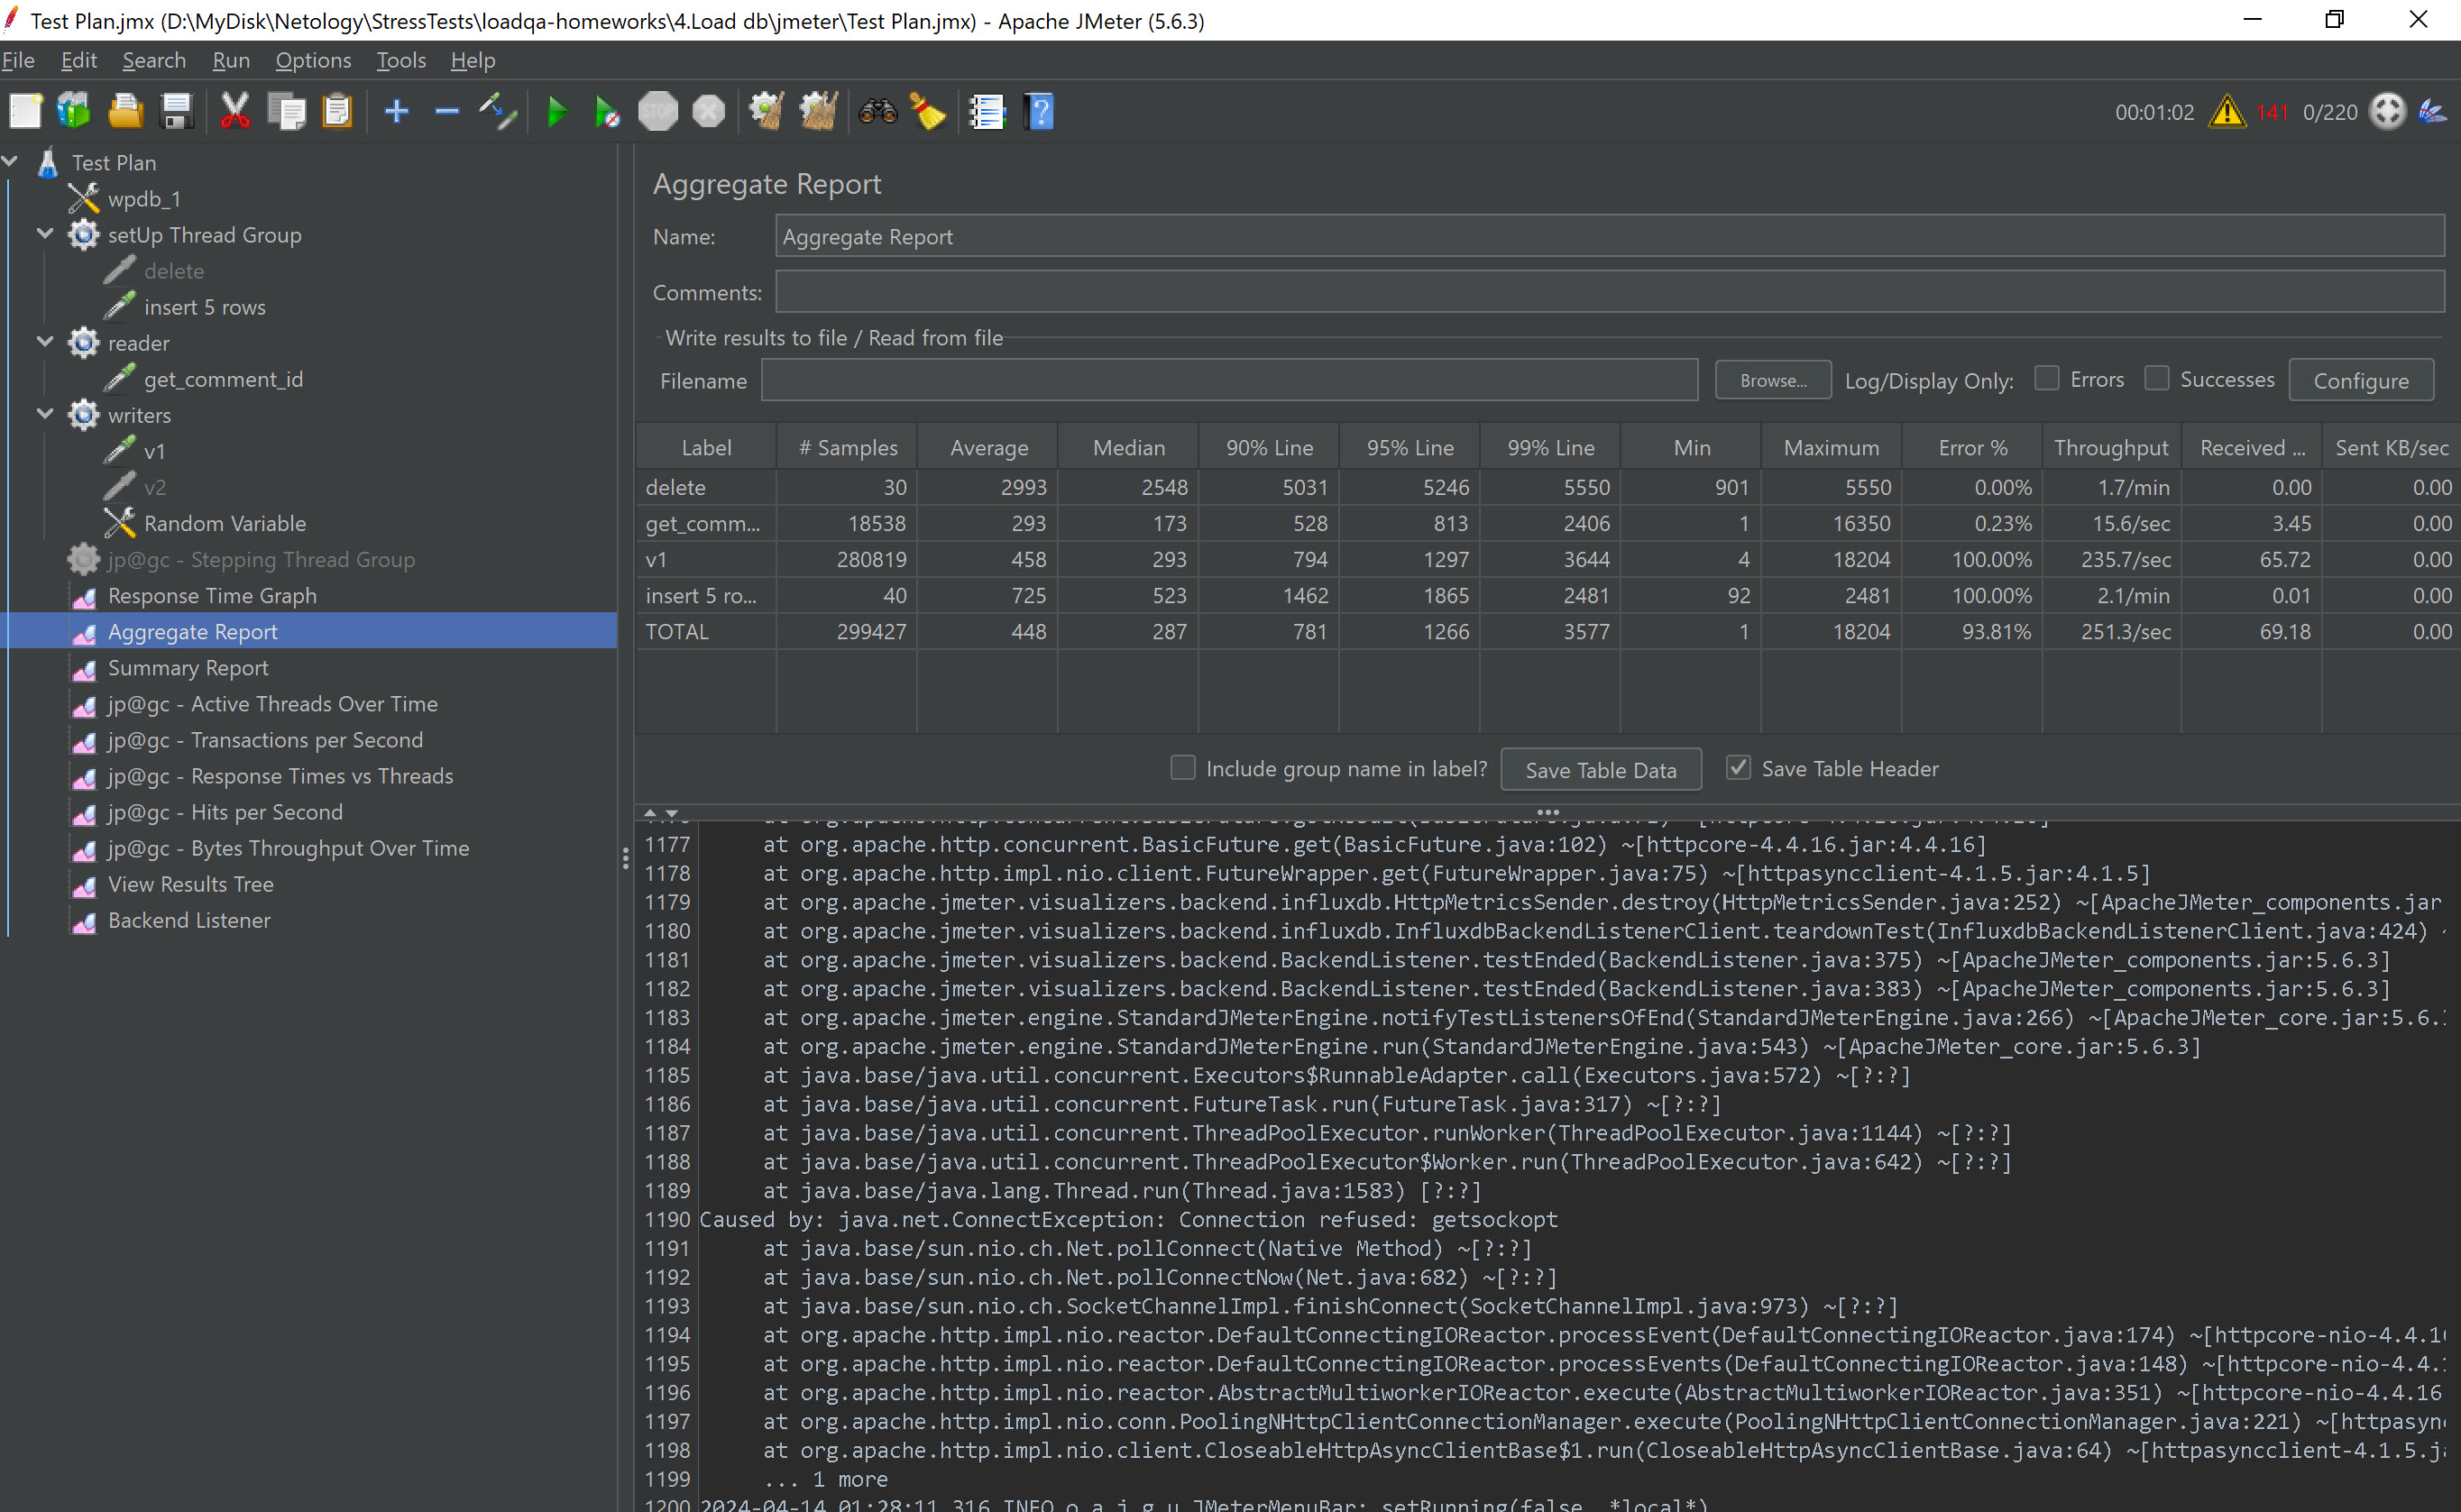 Test Plan.jmx (D:\MyDisk\Netology\StressTests\loadqa-homeworks\4.Load db\jmeter\Test Plan.jmx) - Apache JMeter (5.6.3)
File Edit Search Run Options Tools Help
STOP 00:01:02 141 0/220
Test Plan
wpdb_1
setUp Thread Group
delete
insert 5 rows
reader
get_comment_id
writers
v1
v2
Random Variable
jp@gc - Stepping Thread Group
Response Time Graph
Aggregate Report
Summary Report
jp@gc - Active Threads Over Time
jp@gc - Transactions per Second
jp@gc - Response Times vs Threads
jp@gc - Hits per Second
jp@gc - Bytes Throughput Over Time
View Results Tree
Backend Listener
Aggregate Report
Name: Aggregate Report
Comments:
Write results to file / Read from file
Filename Browse... Log/Display Only: Errors Successes Configure
Label # Samples Average Median 90% Line 95% Line 99% Line Min Maximum Error % Throughput Received ... Sent KB/sec
delete 30 2993 2548 5031 5246 5550 901 5550 0.00% 1.7/min 0.00 0.00
get_comm... 18538 293 173 528 813 2406 1 16350 0.23% 15.6/sec 3.45 0.00
v1 280819 458 293 794 1297 3644 4 18204 100.00% 235.7/sec 65.72 0.00
insert 5 ro... 40 725 523 1462 1865 2481 92 2481 100.00% 2.1/min 0.01 0.00
TOTAL 299427 448 287 781 1266 3577 1 18204 93.81% 251.3/sec 69.18 0.00
Include group name in label? Save Table Data Save Table Header
1177 at org.apache.http.concurrent.BasicFuture.get(BasicFuture.java:102) ~[httpcore-4.4.16.jar:4.4.16]
1178 at org.apache.http.impl.nio.client.FutureWrapper.get(FutureWrapper.java:75) ~[httpasyncclient-4.1.5.jar:4.1.5]
1179 at org.apache.jmeter.visualizers.backend.influxdb.HttpMetricsSender.destroy(HttpMetricsSender.java:252) ~[ApacheJMeter_components.jar
1180 at org.apache.jmeter.visualizers.backend.influxdb.InfluxdbBackendListenerClient.teardownTest(InfluxdbBackendListenerClient.java:424) ~
1181 at org.apache.jmeter.visualizers.backend.BackendListener.testEnded(BackendListener.java:375) ~[ApacheJMeter_components.jar:5.6.3]
1182 at org.apache.jmeter.visualizers.backend.BackendListener.testEnded(BackendListener.java:383) ~[ApacheJMeter_components.jar:5.6.3]
1183 at org.apache.jmeter.engine.StandardJMeterEngine.notifyTestListenersOfEnd(StandardJMeterEngine.java:266) ~[ApacheJMeter_core.jar:5.6.
1184 at org.apache.jmeter.engine.StandardJMeterEngine.run(StandardJMeterEngine.java:543) ~[ApacheJMeter_core.jar:5.6.3]
1185 at java.base/java.util.concurrent.Executors$RunnableAdapter.call(Executors.java:572) ~[?:?]
1186 at java.base/java.util.concurrent.FutureTask.run(FutureTask.java:317) ~[?:?]
1187 at java.base/java.util.concurrent.ThreadPoolExecutor.runWorker(ThreadPoolExecutor.java:1144) ~[?:?]
1188 at java.base/java.util.concurrent.ThreadPoolExecutor$Worker.run(ThreadPoolExecutor.java:642) ~[?:?]
1189 at java.base/java.lang.Thread.run(Thread.java:1583) [?:?]
1190 Caused by: java.net.ConnectException: Connection refused: getsockopt
1191 at java.base/sun.nio.ch.Net.pollConnect(Native Method) ~[?:?]
1192 at java.base/sun.nio.ch.Net.pollConnectNow(Net.java:682) ~[?:?]
1193 at java.base/sun.nio.ch.SocketChannelImpl.finishConnect(SocketChannelImpl.java:973) ~[?:?]
1194 at org.apache.http.impl.nio.reactor.DefaultConnectingIOReactor.processEvent(DefaultConnectingIOReactor.java:174) ~[httpcore-nio-4.4.1
1195 at org.apache.http.impl.nio.reactor.DefaultConnectingIOReactor.processEvents(DefaultConnectingIOReactor.java:148) ~[httpcore-nio-4.4.
1196 at org.apache.http.impl.nio.reactor.AbstractMultiworkerIOReactor.execute(AbstractMultiworkerIOReactor.java:351) ~[httpcore-nio-4.4.16
1197 at org.apache.http.impl.nio.conn.PoolingNHttpClientConnectionManager.execute(PoolingNHttpClientConnectionManager.java:221) ~[httpasyn
1198 at org.apache.http.impl.nio.client.CloseableHttpAsyncClientBase$1.run(CloseableHttpAsyncClientBase.java:64) ~[httpasyncclient-4.1.5.j
1199 ... 1 more
1200 2024-04-14 01:28:11,316 INFO o.a.j.g.u.JMeterMenuBar: setRunning(false, *local*)